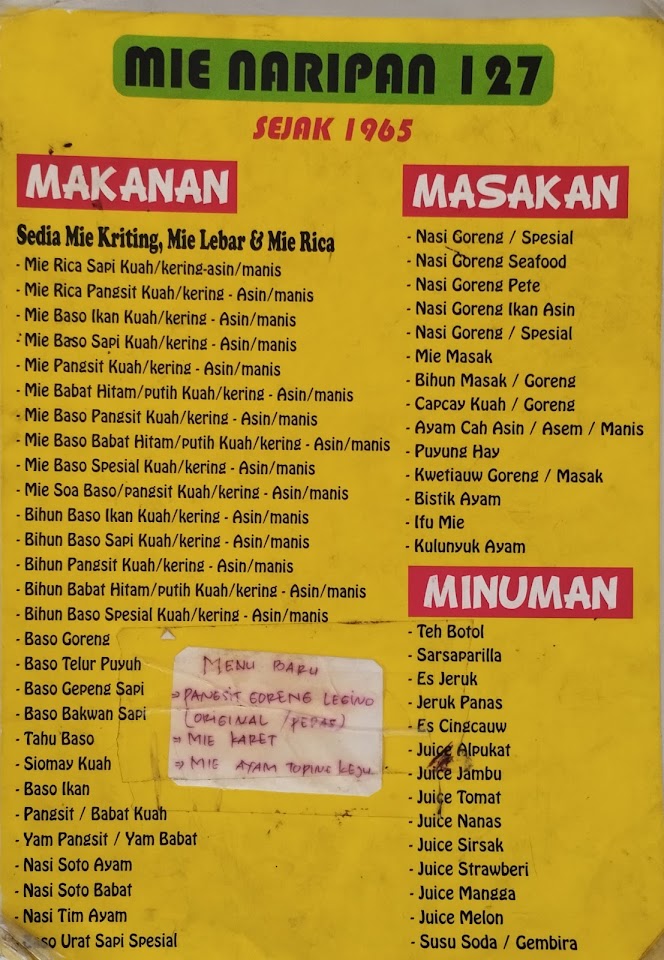 MIE NARIPAN 127
SEJAK 1965
MAKANAN
Sedia Mie Kriting, Mie Lebar & Mie Rica
- Mie Rica Sapi Kuah/kering-asin/manis
- Mie Rica Pangsit Kuah/kering - Asin/manis
- Mie Baso Ikan Kuah/kering - Asin/manis
- Mie Baso Sapi Kuah/kering - Asin/manis
- Mie Pangsit Kuah/kering - Asin/manis
- Mie Babat Hitam/putih Kuah/kering - Asin/manis
- Mie Baso Pangsit Kuah/kering - Asin/manis
- Mie Baso Babat Hitam/putih Kuah/kering - Asin/manis
- Mie Baso Spesial Kuah/kering - Asin/manis
- Mie Soa Baso/pangsit Kuah/kering - Asin/manis
- Bihun Baso Ikan Kuah/kering - Asin/manis
- Bihun Baso Sapi Kuah/kering - Asin/manis
- Bihun Pangsit Kuah/kering - Asin/manis
- Bihun Babat Hitam/putih Kuah/kering - Asin/manis
- Bihun Baso Spesial Kuah/kering - Asin/manis
- Baso Goreng
- Baso Telur Puyuh
- Baso Gepeng Sapi
- Baso Bakwan Sapi
- Tahu Baso
- Siomay Kuah
- Baso Ikan
- Pangsit / Babat Kuah
- Yam Pangsit / Yam Babat
- Nasi Soto Ayam
- Nasi Soto Babat
- Nasi Tim Ayam
- Baso Urat Sapi Spesial
MENU BARU
⇒ PANGSIT GORENG LEGINO
(ORIGINAL / PEDAS)
⇒ MIE KARET
⇒ MIE AYAM TOPING KEJU
MASAKAN
- Nasi Goreng / Spesial
- Nasi Goreng Seafood
- Nasi Goreng Pete
- Nasi Goreng Ikan Asin
- Nasi Goreng / Spesial
- Mie Masak
- Bihun Masak / Goreng
- Capcay Kuah / Goreng
- Ayam Cah Asin / Asem / Manis
- Puyung Hay
- Kwetiauw Goreng / Masak
- Bistik Ayam
- Ifu Mie
- Kulunyuk Ayam
MINUMAN
- Teh Botol
- Sarsaparilla
- Es Jeruk
- Jeruk Panas
- Es Cingcauw
- Juice Alpukat
- Juice Jambu
- Juice Tomat
- Juice Nanas
- Juice Sirsak
- Juice Strawberi
- Juice Mangga
- Juice Melon
- Susu Soda / Gembira